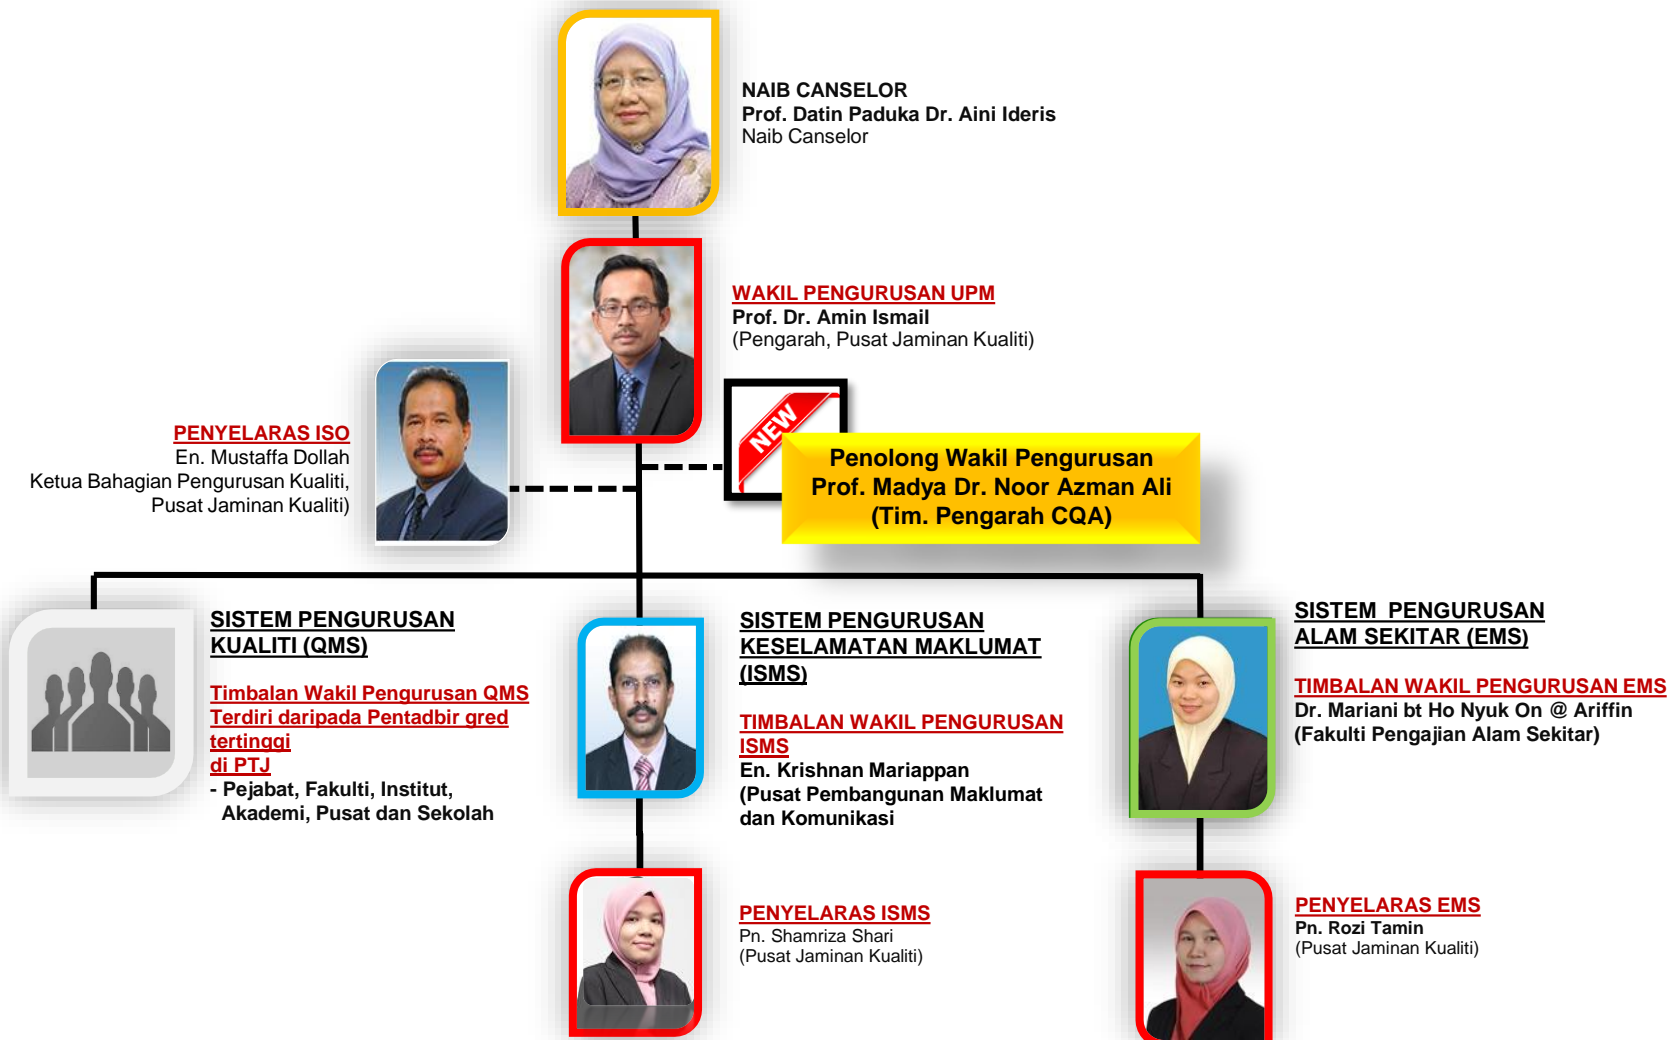 NAIB CANSELOR
Prof. Datin Paduka Dr. Aini Ideris
Naib Canselor
WAKIL PENGURUSAN UPM
Prof. Dr. Amin Ismail
(Pengarah, Pusat Jaminan Kualiti)
PENYELARAS ISO
En. Mustaffa Dollah
Ketua Bahagian Pengurusan Kualiti,
Pusat Jaminan Kualiti)
NEW
Penolong Wakil Pengurusan
Prof. Madya Dr. Noor Azman Ali
(Tim. Pengarah CQA)
SISTEM PENGURUSAN
KUALITI (QMS)
Timbalan Wakil Pengurusan QMS
Terdiri daripada Pentadbir gred
tertinggi
di PTJ
- Pejabat, Fakulti, Institut,
Akademi, Pusat dan Sekolah
SISTEM PENGURUSAN
KESELAMATAN MAKLUMAT
(ISMS)
TIMBALAN WAKIL PENGURUSAN
ISMS
En. Krishnan Mariappan
(Pusat Pembangunan Maklumat
dan Komunikasi
SISTEM  PENGURUSAN
ALAM SEKITAR (EMS)
TIMBALAN WAKIL PENGURUSAN EMS
Dr. Mariani bt Ho Nyuk On @ Ariffin
(Fakulti Pengajian Alam Sekitar)
PENYELARAS ISMS
Pn. Shamriza Shari
(Pusat Jaminan Kualiti)
PENYELARAS EMS
Pn. Rozi Tamin
(Pusat Jaminan Kualiti)